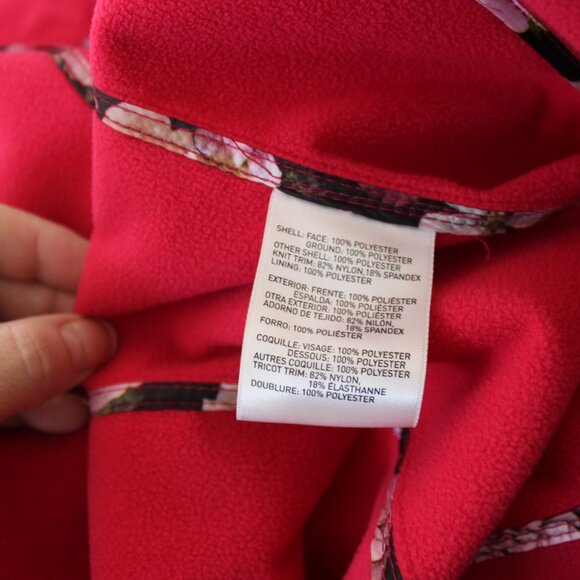 SHELL: FACE: 100% POLYESTER
GROUND: 100% POLYESTER
OTHER SHELL: 100% POLYESTER
KNIT TRIM: 82% NYLON,18% SPANDEX
LINING: 100% POLYESTER
EXTERIOR: FRENTE: 100% POLIÉSTER
ESPALDA: 100% POLIÉSTER
OTRA EXTERIOR: 100% POLIÉSTER
ADORNO DE TEJIDO: 82% NILÓN,
18% SPANDEX
FORRO: 100% POLIÉSTER
COQUILLE: VISAGE: 100% POLYESTER
DESSOUS: 100% POLYESTER
AUTRES COQUILLE: 100% POLYESTER
TRICOT TRIM: 82% NYLON,
18% ÉLASTHANNE
DOUBLURE: 100% POLYESTER